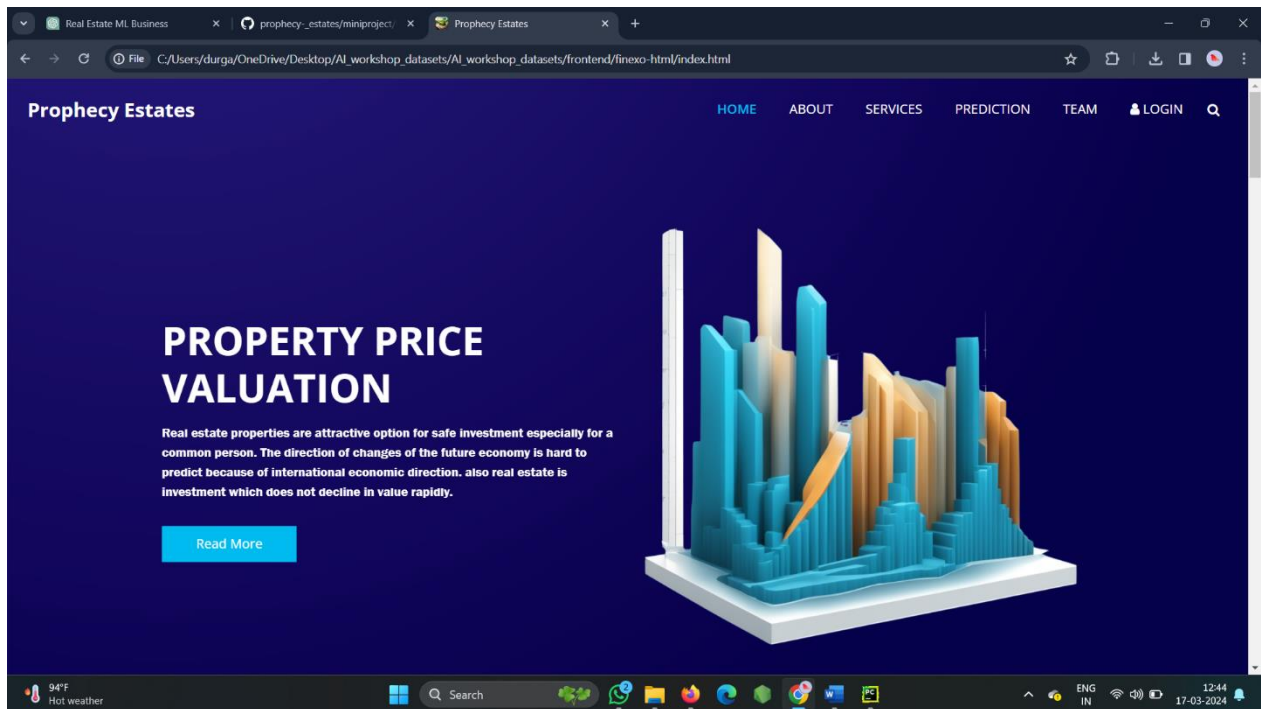 Real Estate ML Business
prophecy-_estates/miniproject/
Prophecy Estates
File
C:/Users/durga/OneDrive/Desktop/AI_workshop_datasets/AI_workshop_datasets/frontend/finexo-html/index.html
Prophecy Estates
HOME ABOUT SERVICES PREDICTION TEAM LOGIN
PROPERTY PRICE
VALUATION
Real estate properties are attractive option for safe investment especially for a
common person. The direction of changes of the future economy is hard to
predict because of international economic direction. also real estate is
investment which does not decline in value rapidly.
Read More
94°F
Hot weather
Search
2
W
PC
ENG
IN
12:44
17-03-2024